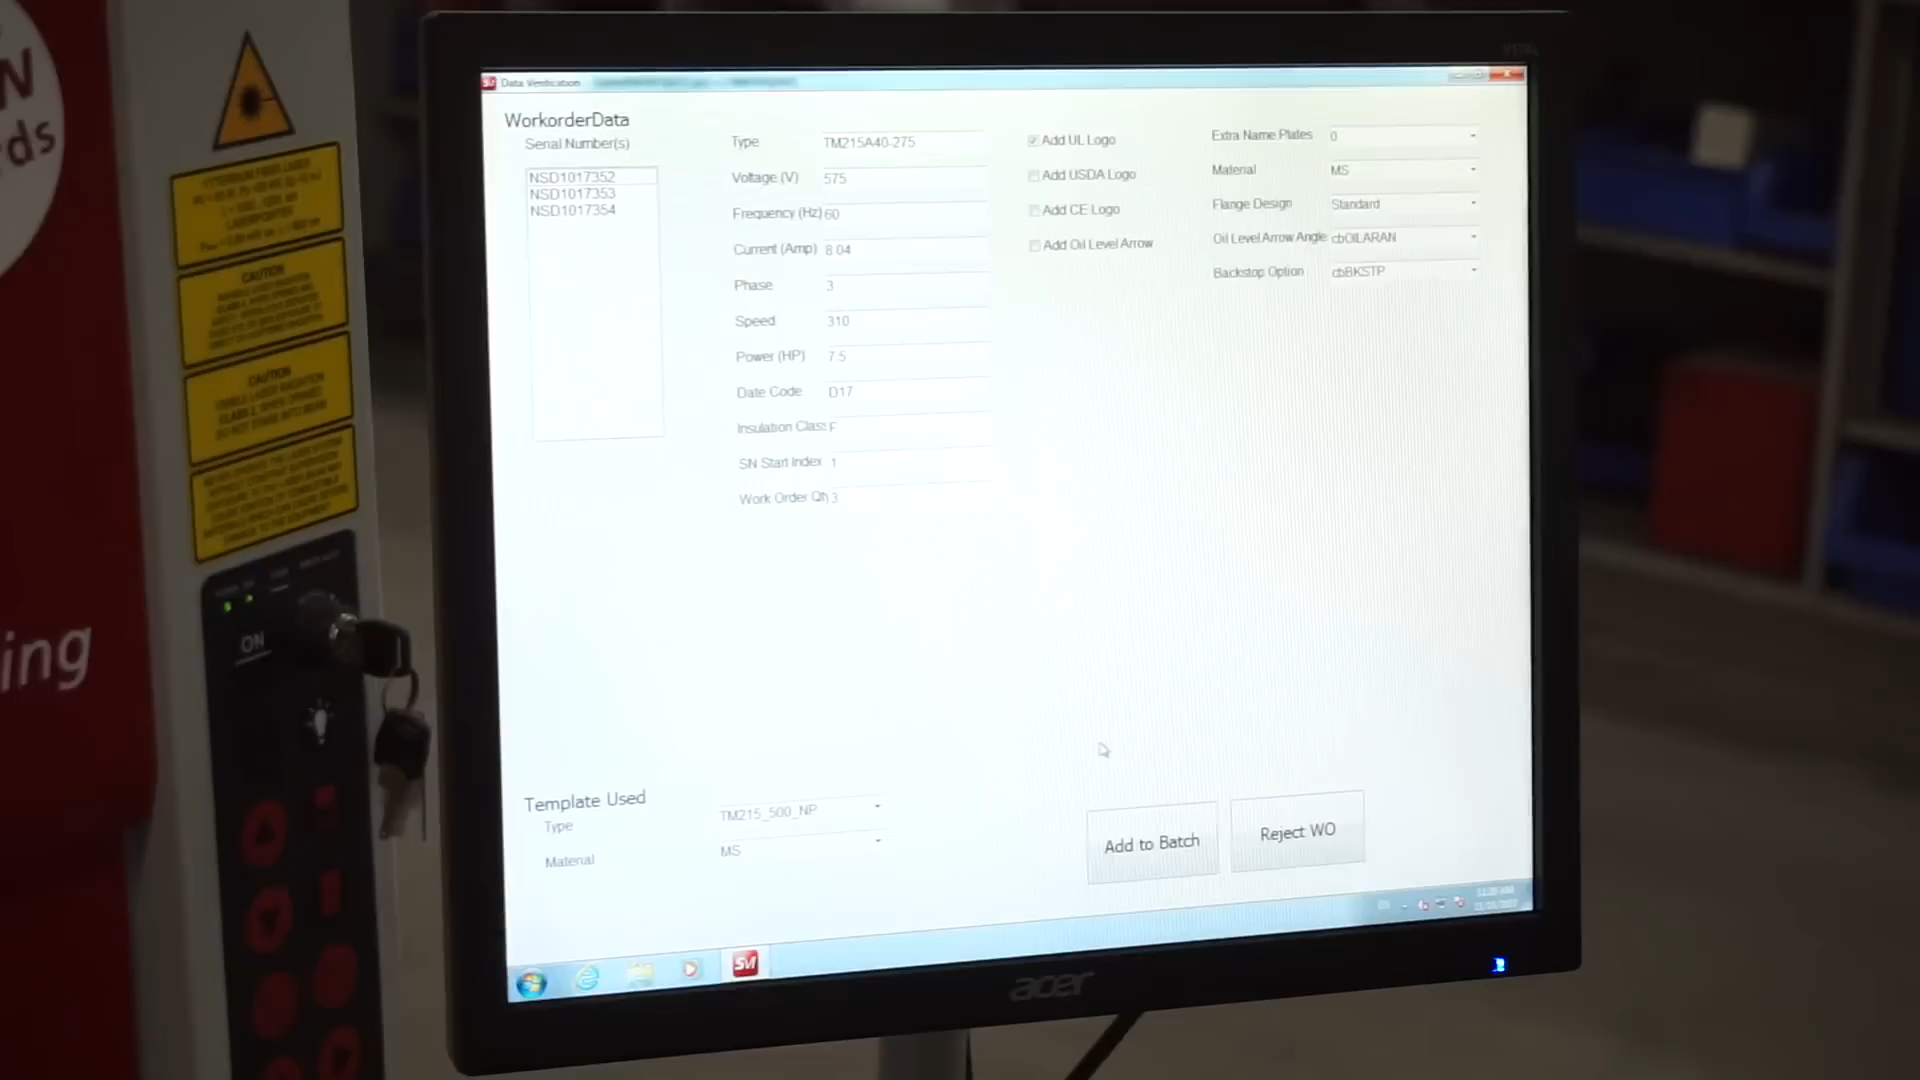 N
ds
ing
CAUTION
CAUTION
ON
Data Verification
WorkorderData
Serial Number(s)
NSD1017352
NSD1017353
NSD1017354
Type TM215A40-275
Voltage (V) 575
Frequency (Hz) 60
Current (Amp) 8.04
Phase 3
Speed 310
Power (HP) 7.5
Date Code D17
Insulation Class F
SN Start Index 1
Work Order Qty 3
Add UL Logo
Add USDA Logo
Add CE Logo
Add Oil Level Arrow
Extra Name Plates 0
Material MS
Flange Design Standard
Oil Level Arrow Angle cbOILARAN
Backstop Option cbBKSTP
Template Used
Type TM215_500_NP
Material MS
Add to Batch
Reject WO
EN
SM
acer